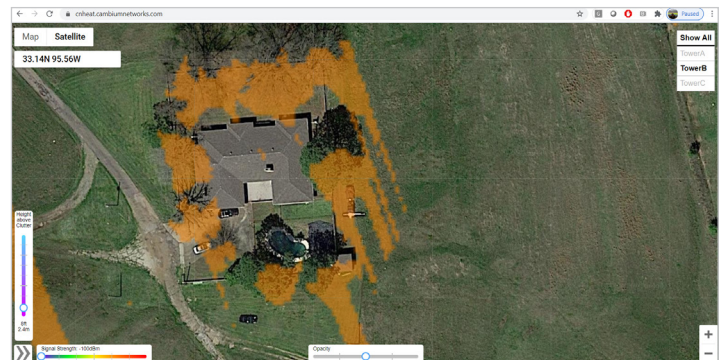 cnheat.cambiumnetworks.com
Paused
Map Satellite
33.14N 95.56W
Show All
TowerA
TowerB
TowerC
Height
above
Clutter
8ft
2.4m
Signal Strength: -100dBm
Opacity